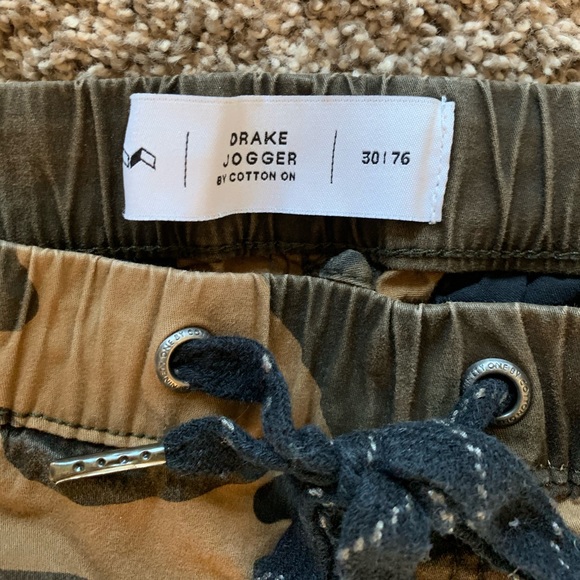 DRAKE
JOGGER
BY COTTON ON
30|76